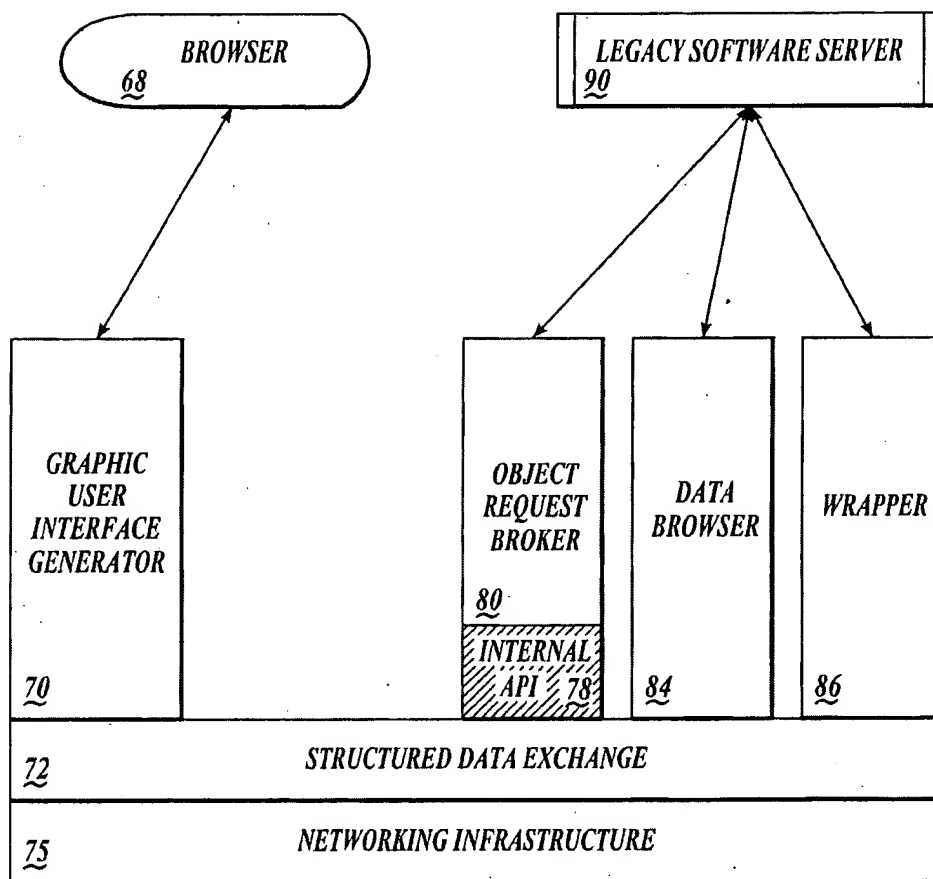 BROWSER
68
LEGACY SOFTWARE SERVER
90
GRAPHIC
USER
INTERFACE
GENERATOR
70
OBJECT
REQUEST
BROKER
80
INTERNAL
API 78
DATA
BROWSER
84
WRAPPER
86
72 STRUCTURED DATA EXCHANGE
75 NETWORKING INFRASTRUCTURE